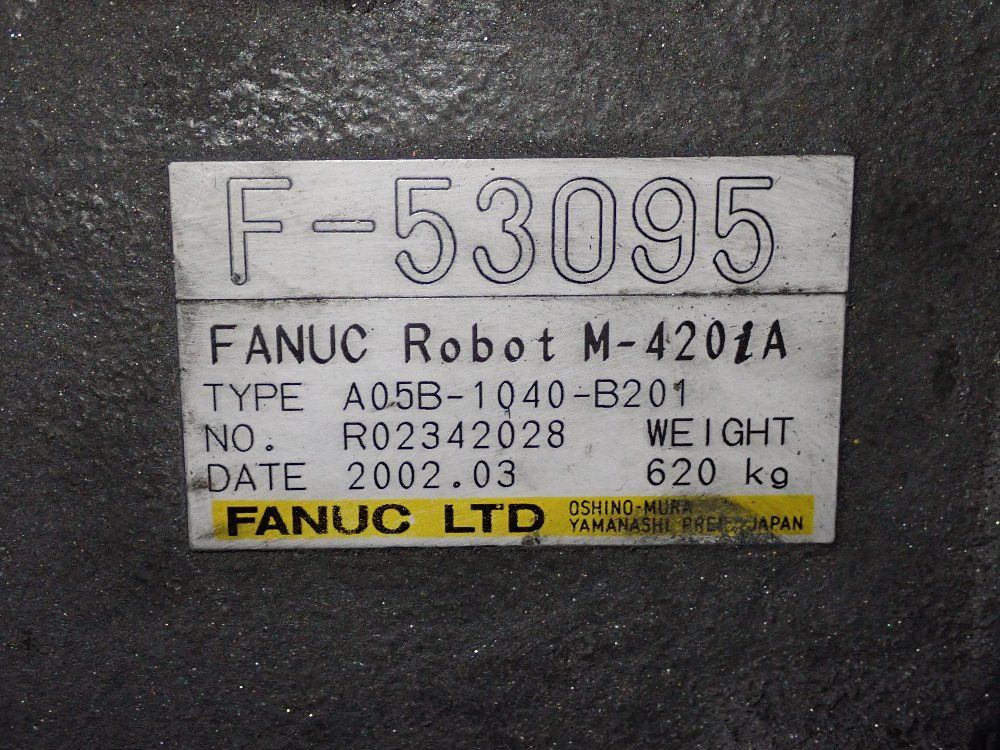 F-53095
FANUC Robot M-420iA
TYPE A05B-1040-B201
NO. R02342028 WEIGHT
DATE 2002.03 620 kg
FANUC LTD OSHINO-MURA
YAMANASHI PREF. JAPAN